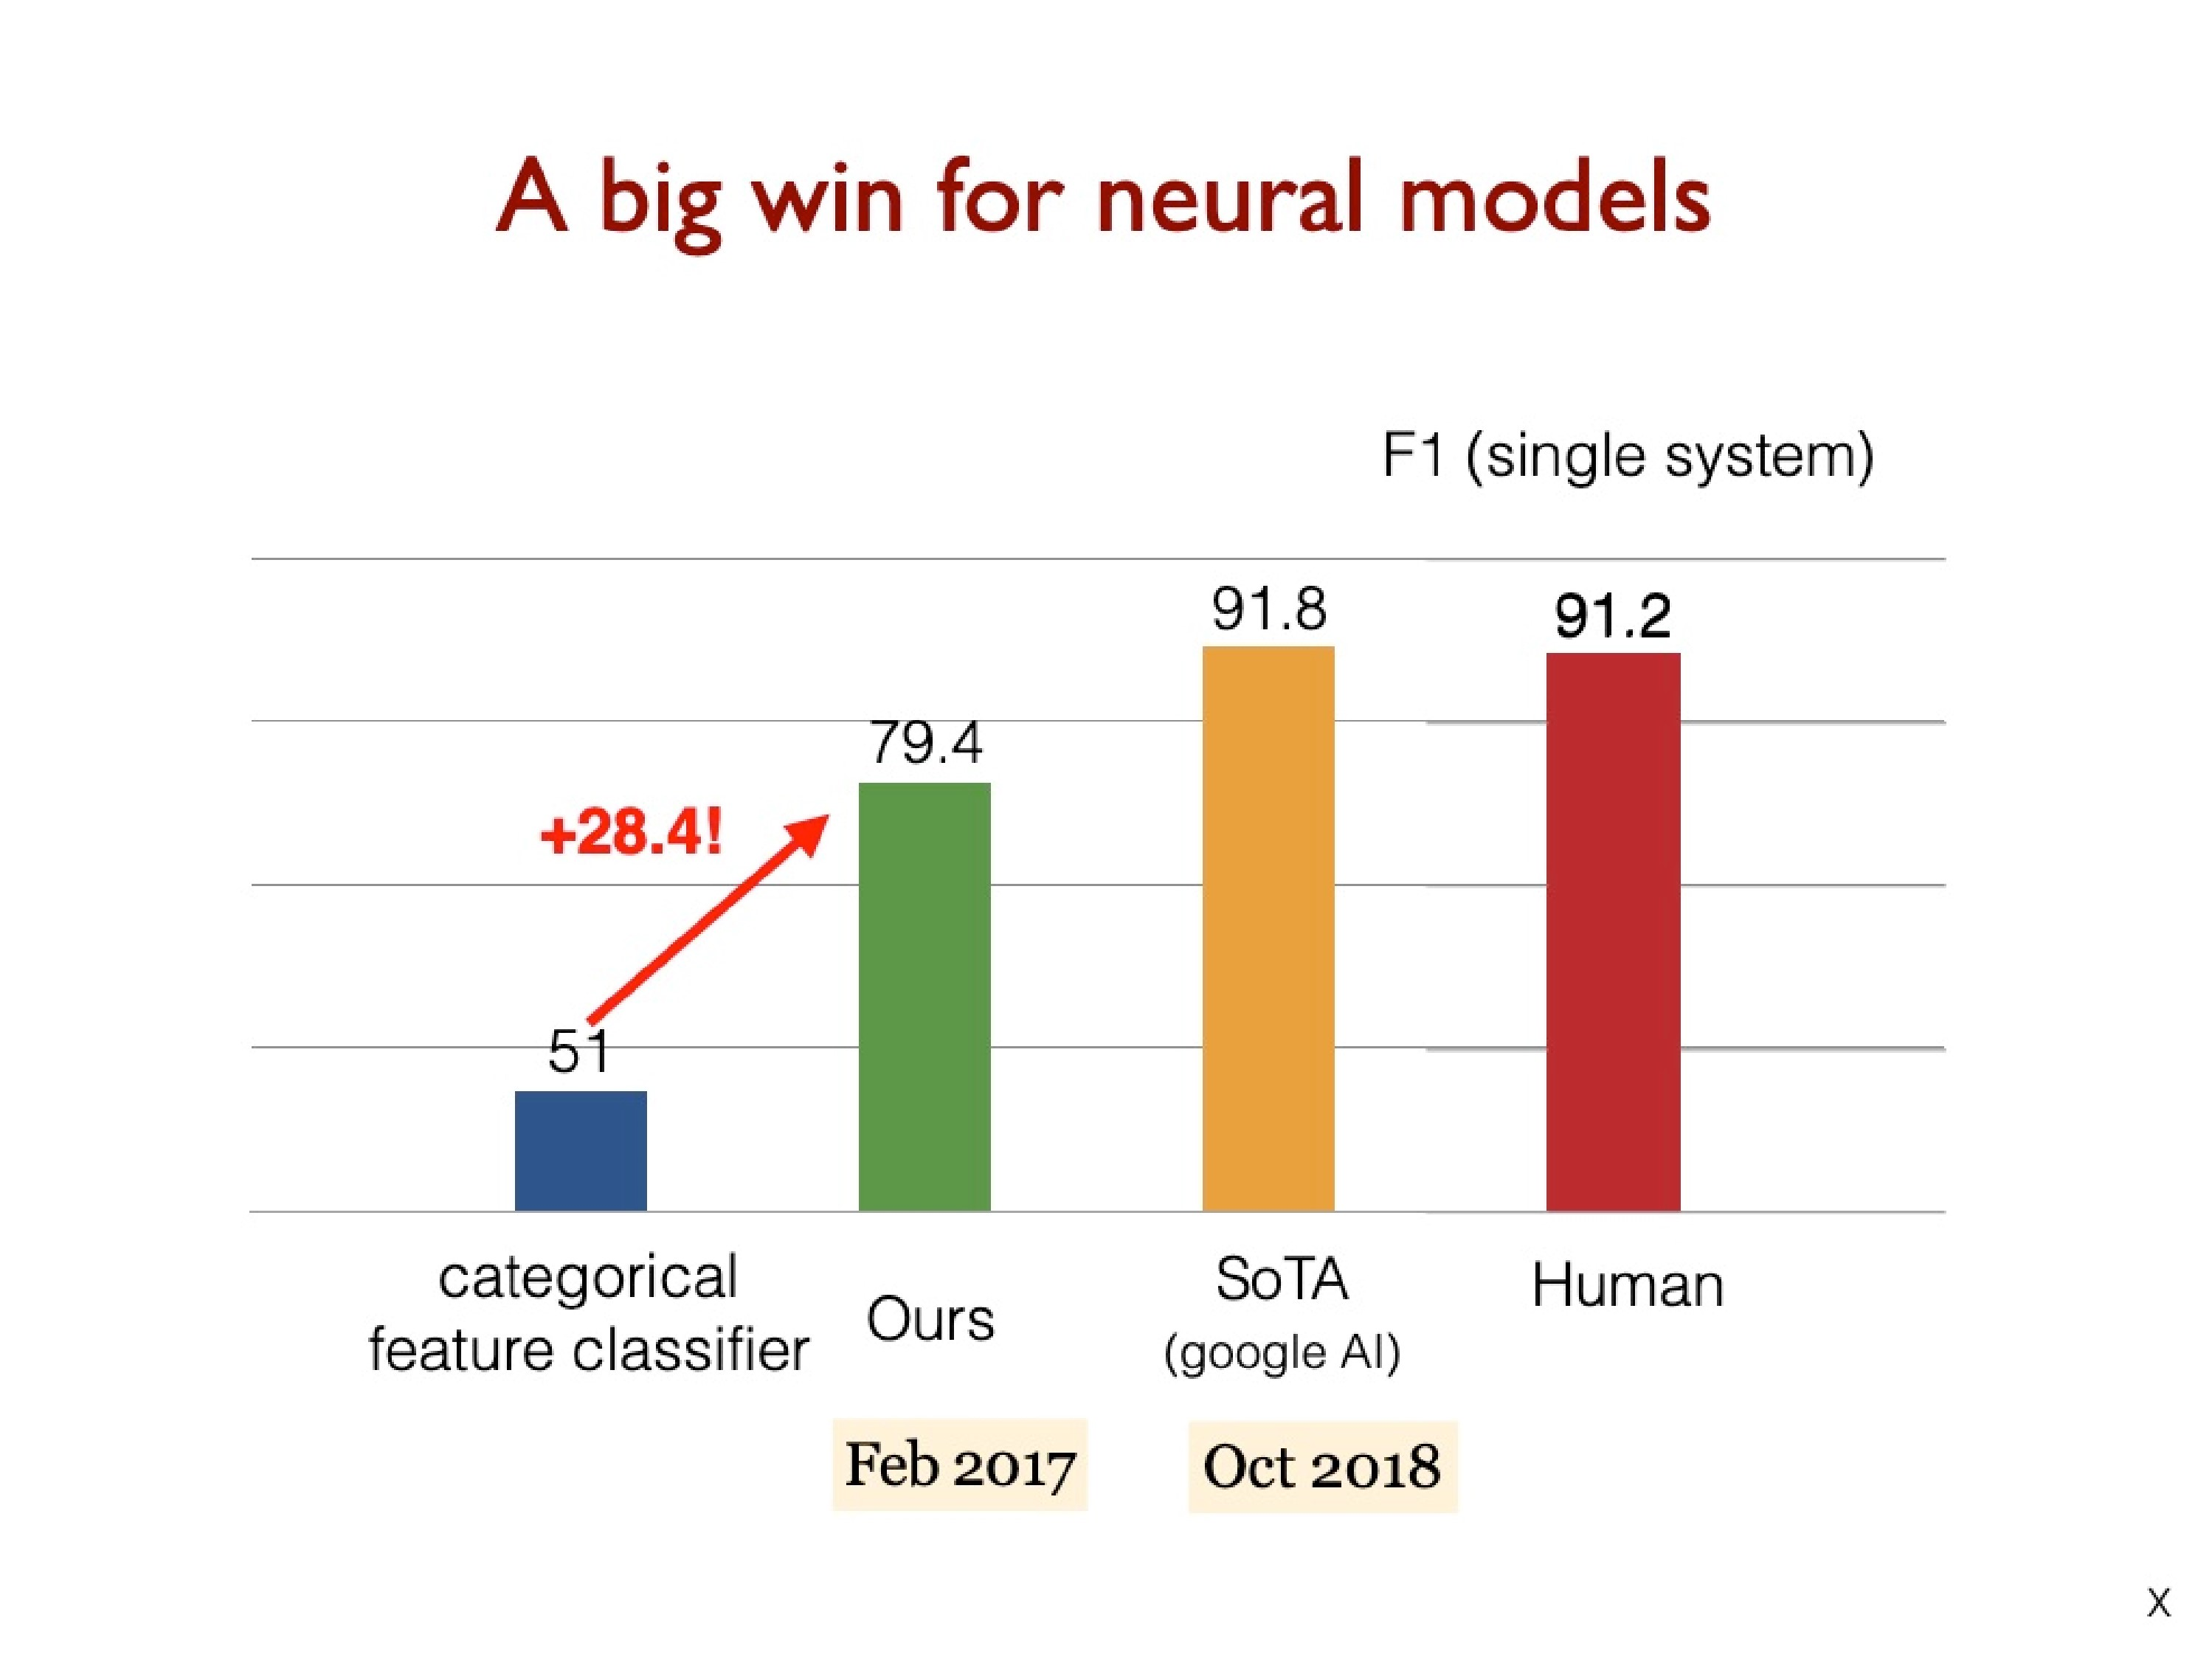 A big win for neural models
F1 (single system)
91.8
91.2
79.4
+28.4!
51
categorical
feature classifier
Ours
SoTA
(google AI)
Human
Feb 2017
Oct 2018
X